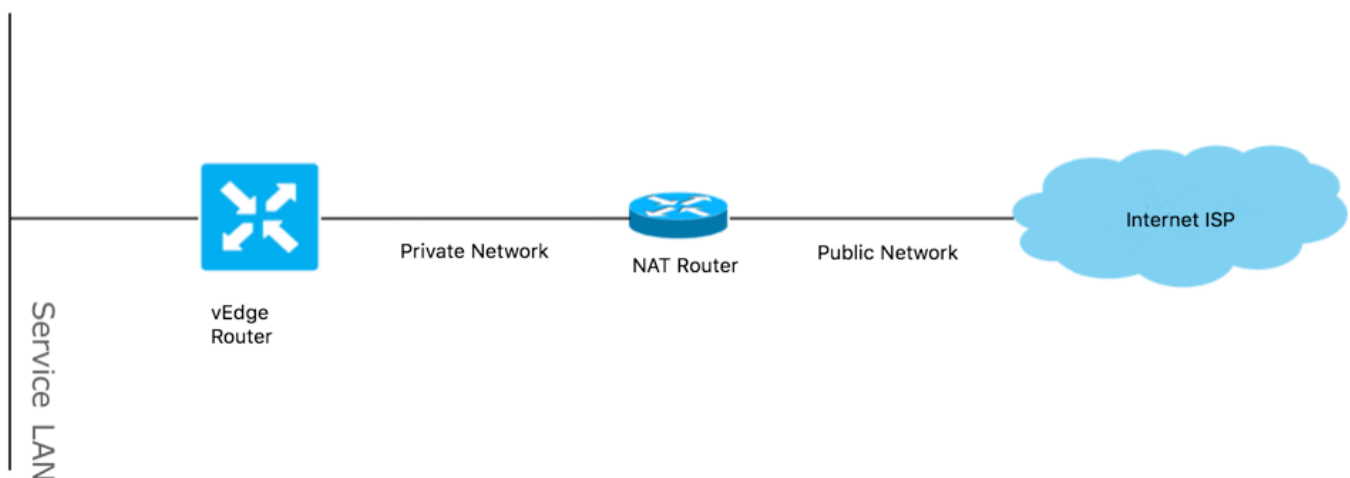 Service LAN
vEdge
Router
Private Network
NAT Router
Public Network
Internet ISP